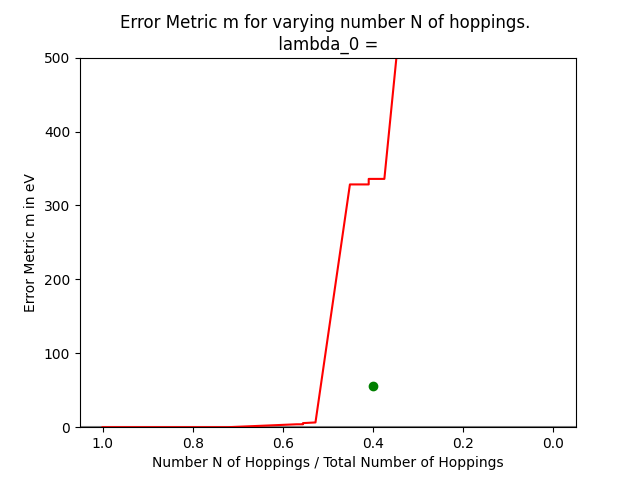 Error Metric m for varying number N of hoppings.
lambda_0 =
500
400
300
200
100
0
Error Metric m in eV
1.0 0.8 0.6 0.4 0.2 0.0
Number N of Hoppings / Total Number of Hoppings